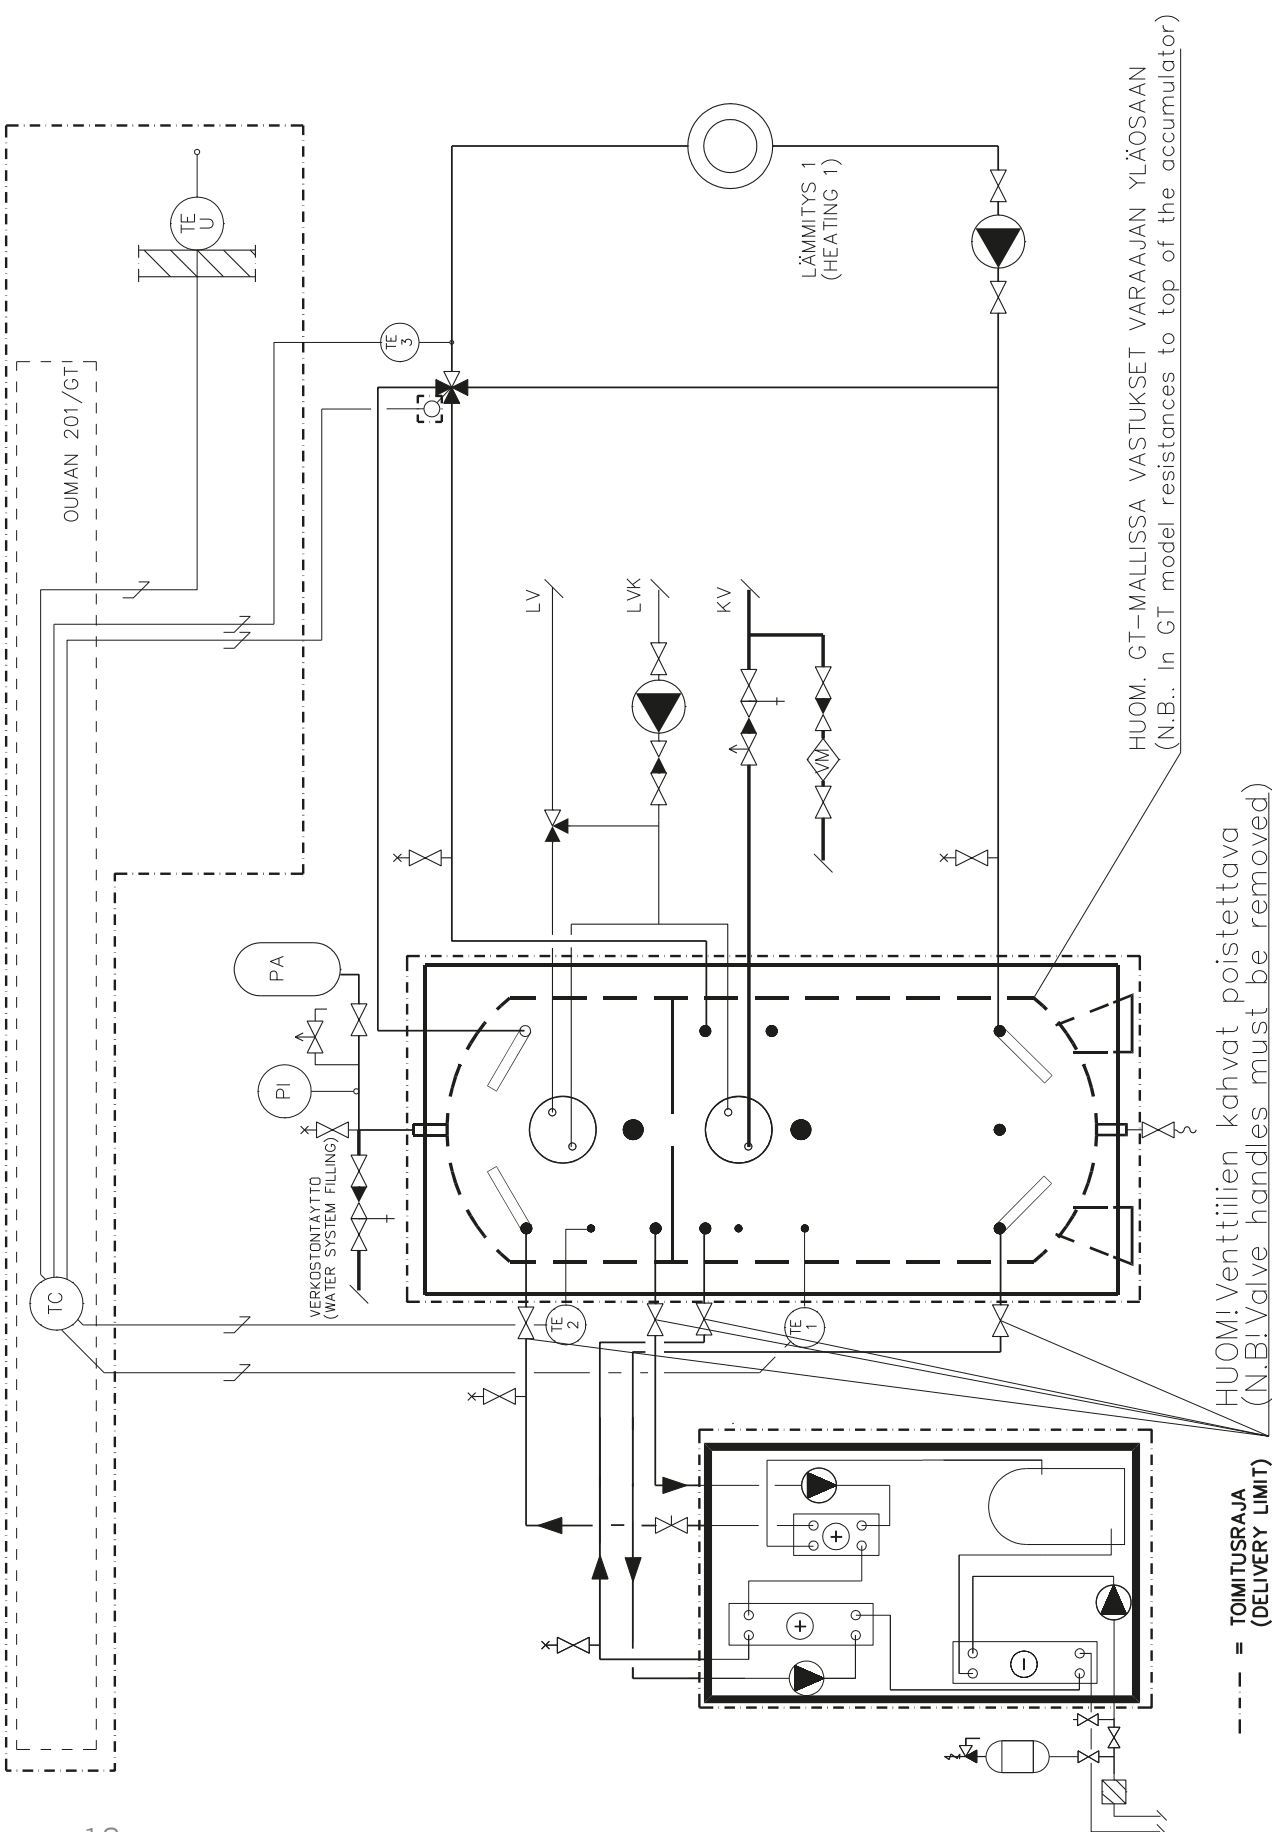 TE
U
OUMAN 201/GT
TE
3
LÄMMITYS 1
(HEATING 1)
LV
LVK
KV
VM
HUOM. GT-MALLISSA VASTUKSET VARAAJAN YLÄOSAAN
(N.B.. In GT model resistances to top of the accumulator)
PA
PI
VERKOSTONTÄYTTÖ
(WATER SYSTEM FILLING)
TC
TE
2
TE
1
HUOM!Venttiilien kahvat poistettava
(N.B!Valve handles must be removed)
+
+
-
= TOIMITUSRAJA
(DELIVERY LIMIT)